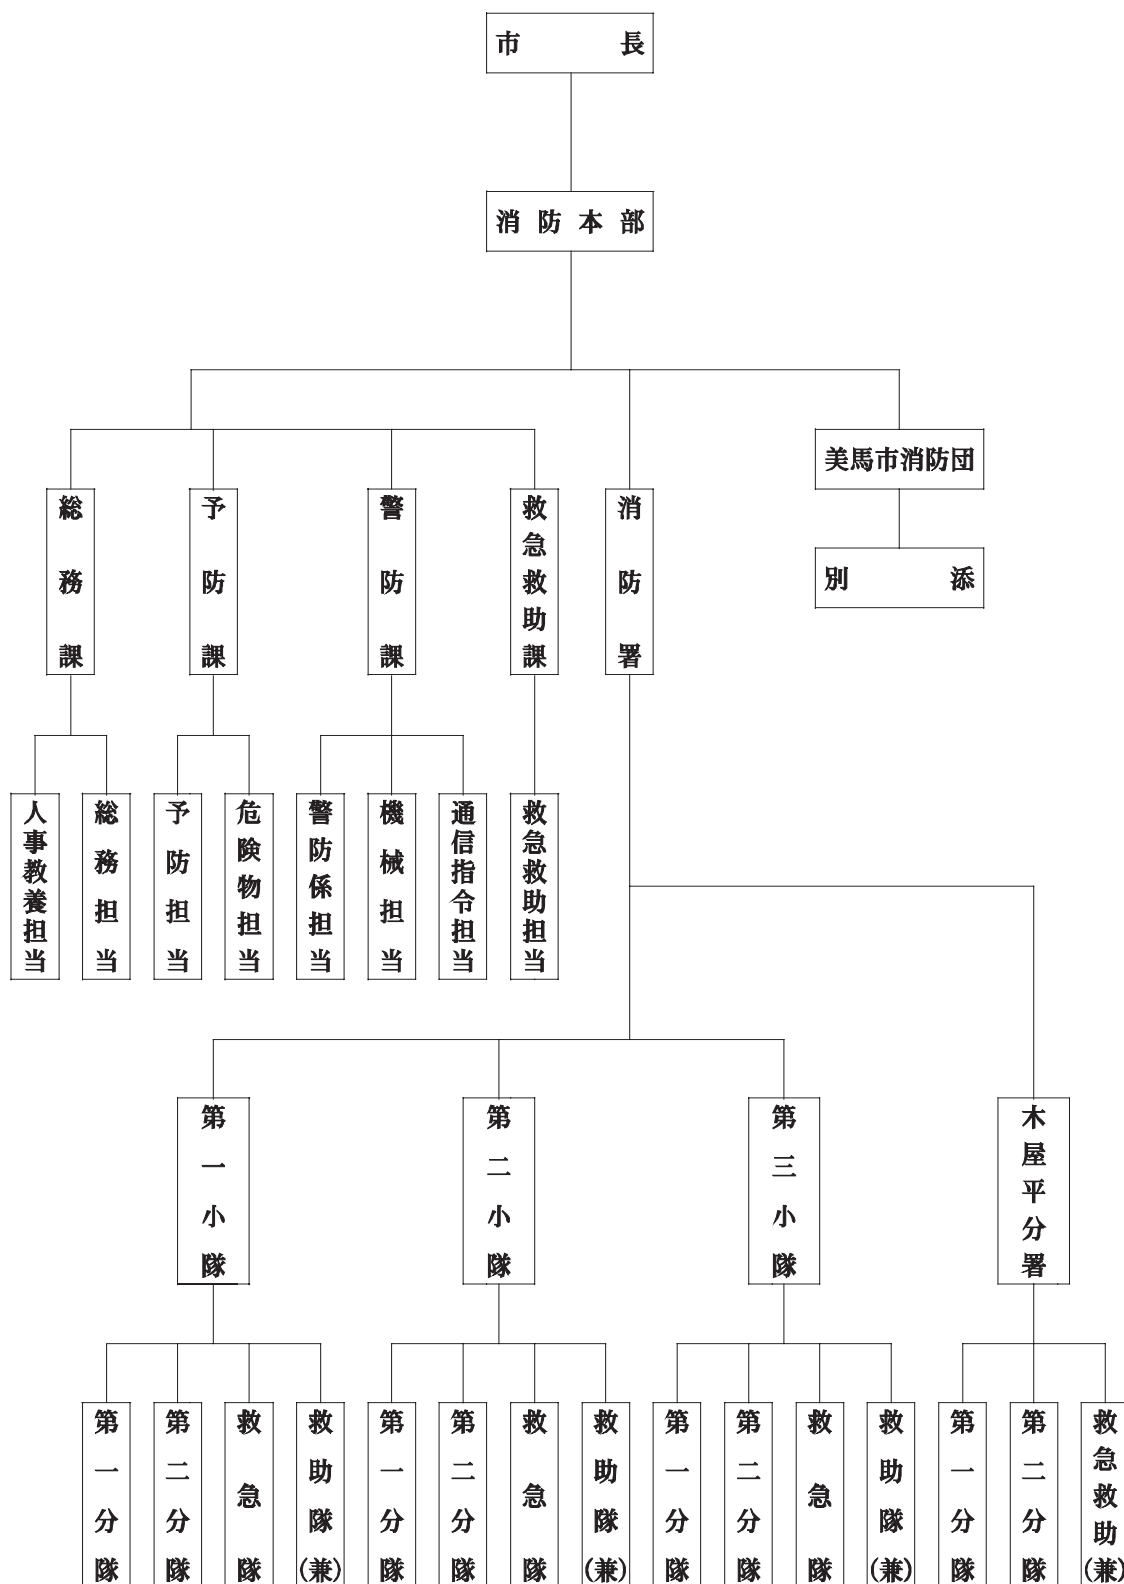 市長
消防本部
美馬市消防団
別添
総務課
予防課
警防課
救急救助課
消防署
人事教養担当
総務担当
予防担当
危険物担当
警防係担当
機械担当
通信指令担当
救急救助担当
第一小隊
第二小隊
第三小隊
木屋平分署
第一分隊
第二分隊
救急隊
救助隊(兼)
第一分隊
第二分隊
救急隊
救助隊(兼)
第一分隊
第二分隊
救急隊
救助隊(兼)
第一分隊
第二分隊
救急救助(兼)